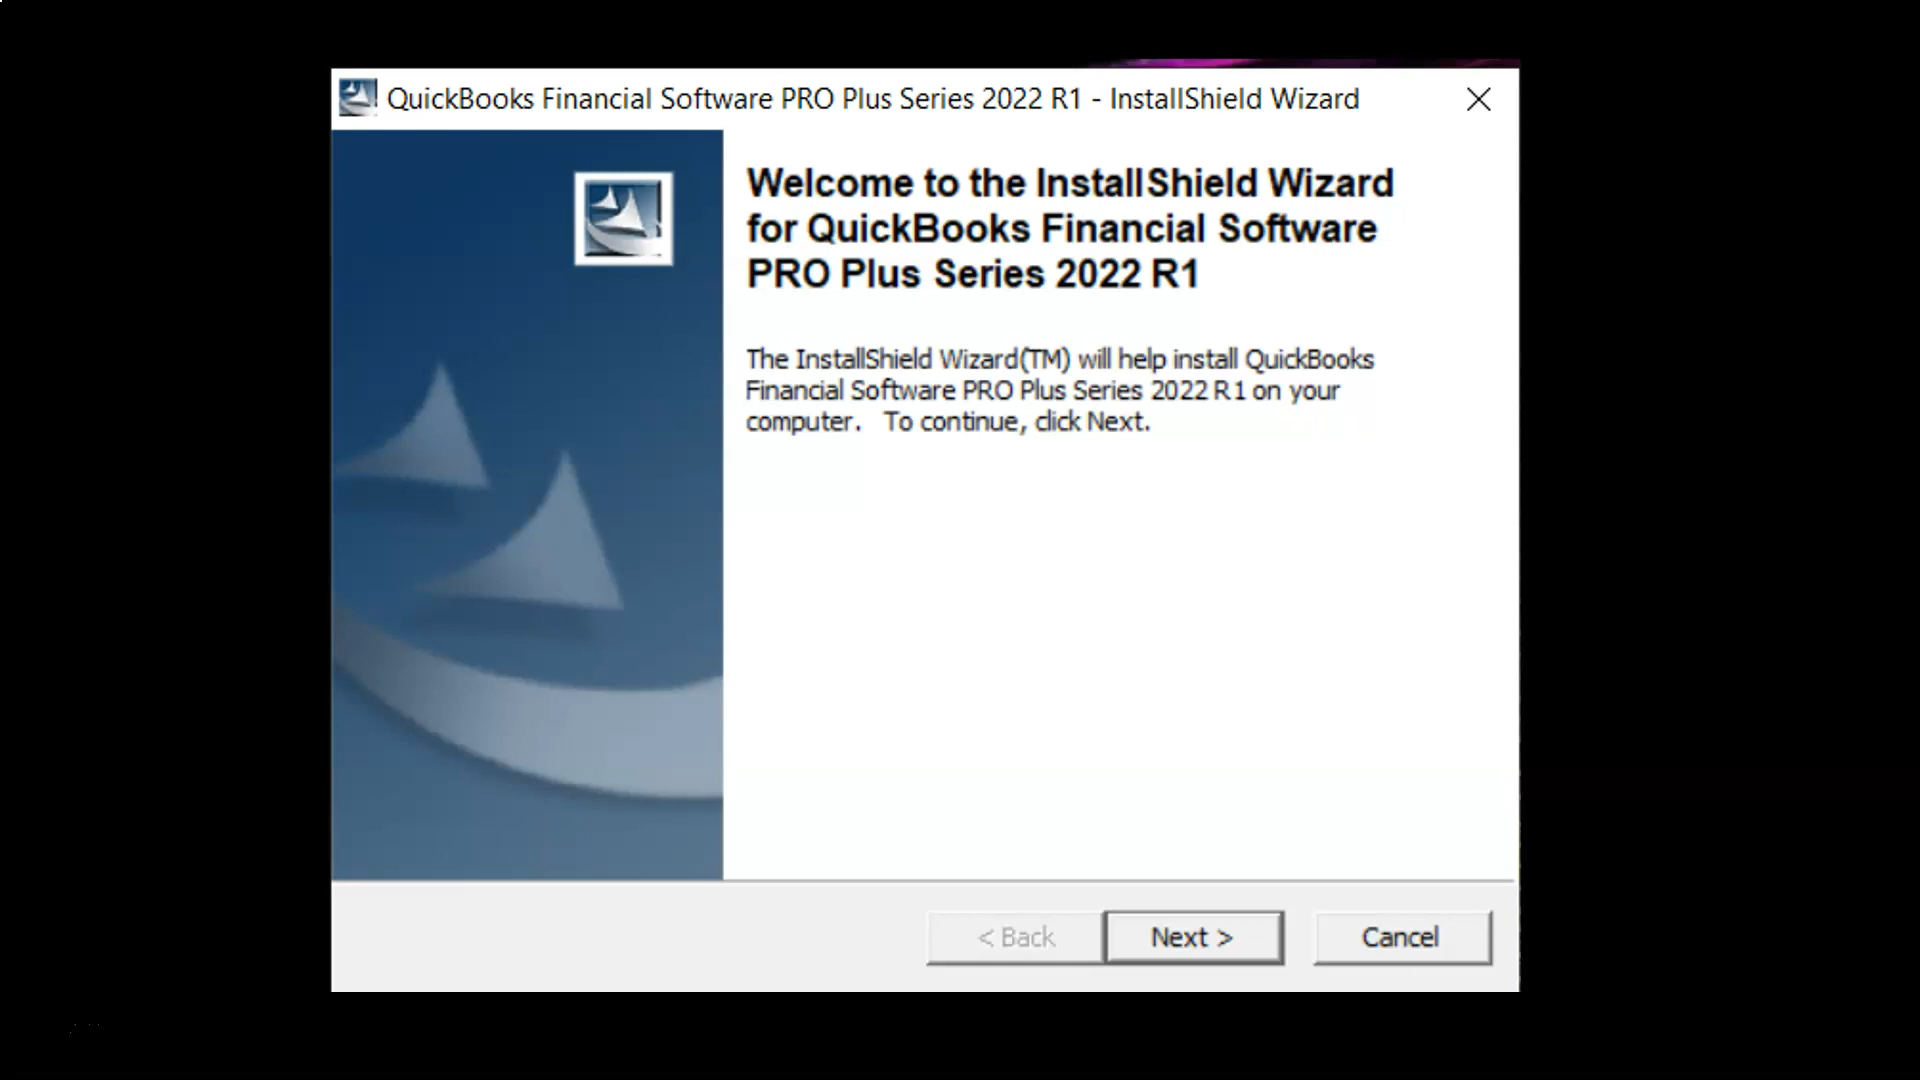 QuickBooks Financial Software PRO Plus Series 2022 R1 - InstallShield Wizard
Welcome to the InstallShield Wizard
for QuickBooks Financial Software
PRO Plus Series 2022 R1
The InstallShield Wizard(TM) will help install QuickBooks
Financial Software PRO Plus Series 2022 R1 on your
computer.   To continue, click Next.
< Back
Next >
Cancel